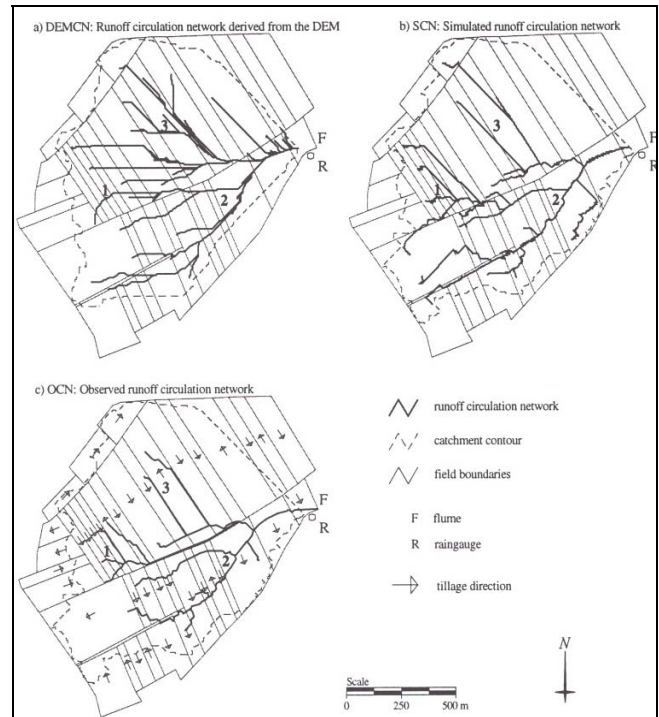 a) DEMCN: Runoff circulation network derived from the DEM
3
F
R
1
2
b) SCN: Simulated runoff circulation network
3
F
R
1
2
c) OCN: Observed runoff circulation network
3
F
R
1
2
runoff circulation network
catchment contour
field boundaries
F flume
R raingauge
tillage direction
N
Scale
0 250 500 m